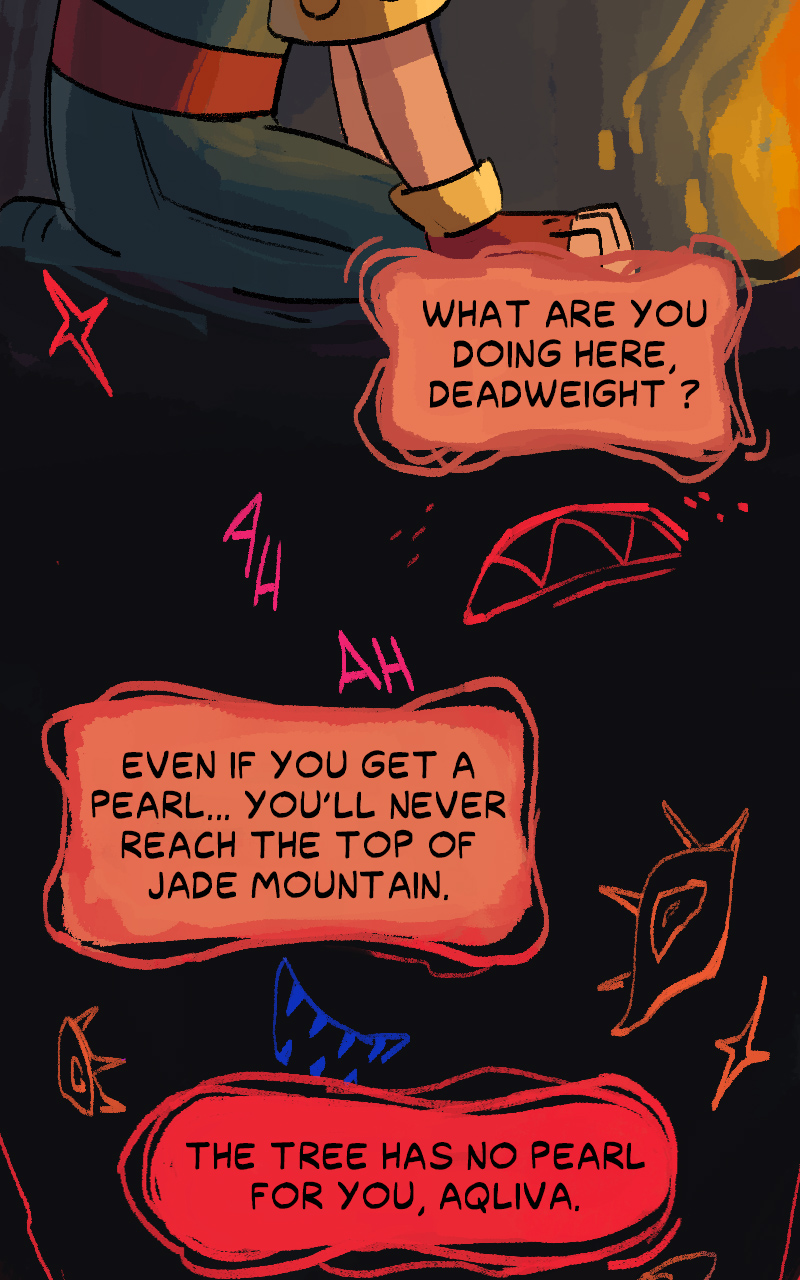 WHAT ARE YOU
DOING HERE,
DEADWEIGHT ?
AH
AH
EVEN IF YOU GET A
PEARL... YOU'LL NEVER
REACH THE TOP OF
JADE MOUNTAIN.
THE TREE HAS NO PEARL
FOR YOU, AQLIVA.